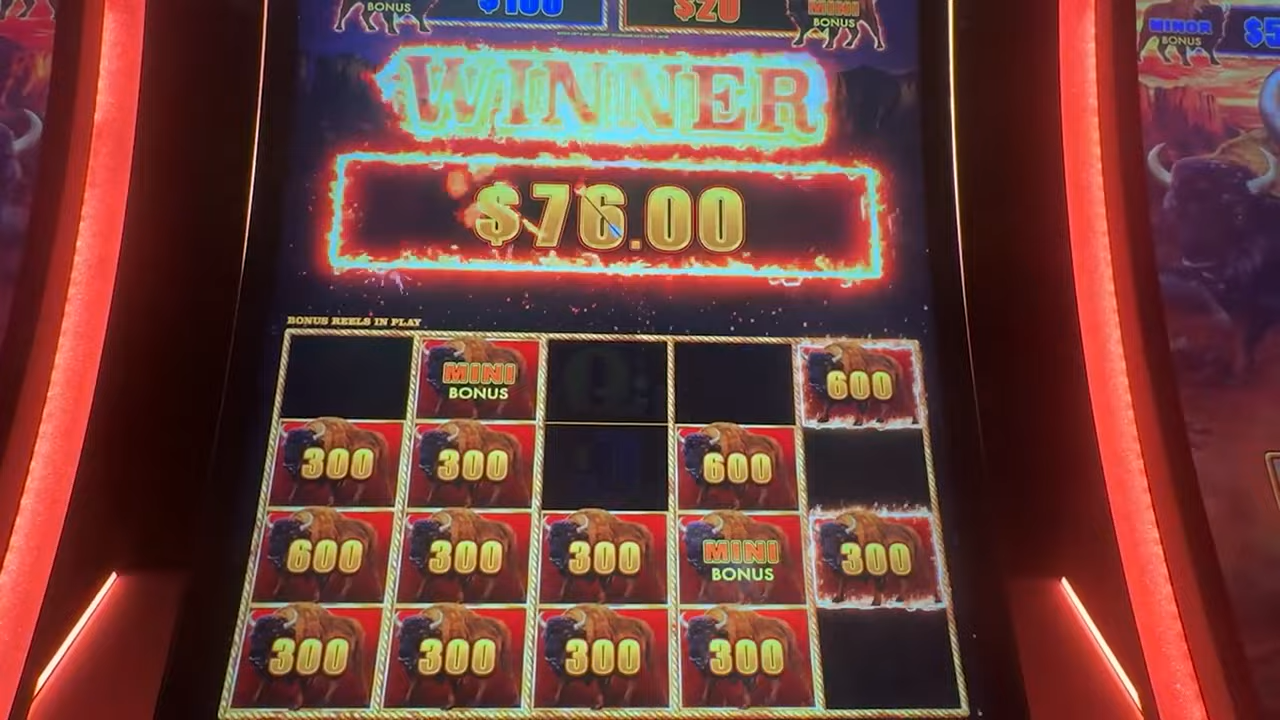 BONUS $100 $20 MINI
BONUS
MINOR
BONUS
WINNER
$76.00
BONUS REELS IN PLAY
MINI
BONUS
600
300 300 600
600 300 300 MINI
BONUS
300
300 300 300 300